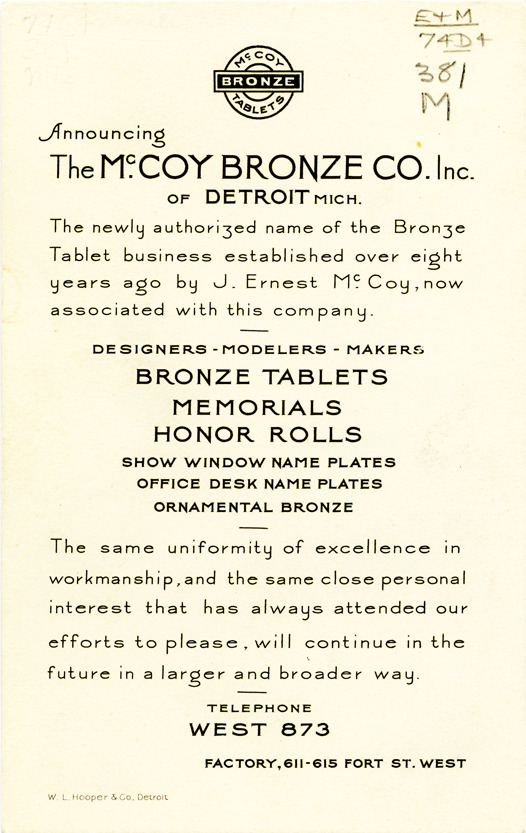 E&M
74D4
381
M
McCOY
BRONZE
TABLETS
Announcing
The McCOY BRONZE CO. Inc.
OF DETROIT MICH.
The newly authorized name of the Bronze
Tablet business established over eight
years ago by J. Ernest McCoy, now
associated with this company.
DESIGNERS - MODELERS - MAKERS
BRONZE TABLETS
MEMORIALS
HONOR ROLLS
SHOW WINDOW NAME PLATES
OFFICE DESK NAME PLATES
ORNAMENTAL BRONZE
The same uniformity of excellence in
workmanship, and the same close personal
interest that has always attended our
efforts to please, will continue in the
future in a larger and broader way.
TELEPHONE
WEST 873
FACTORY, 611-615 FORT ST. WEST
W. L. Hooper & Co, Detroit